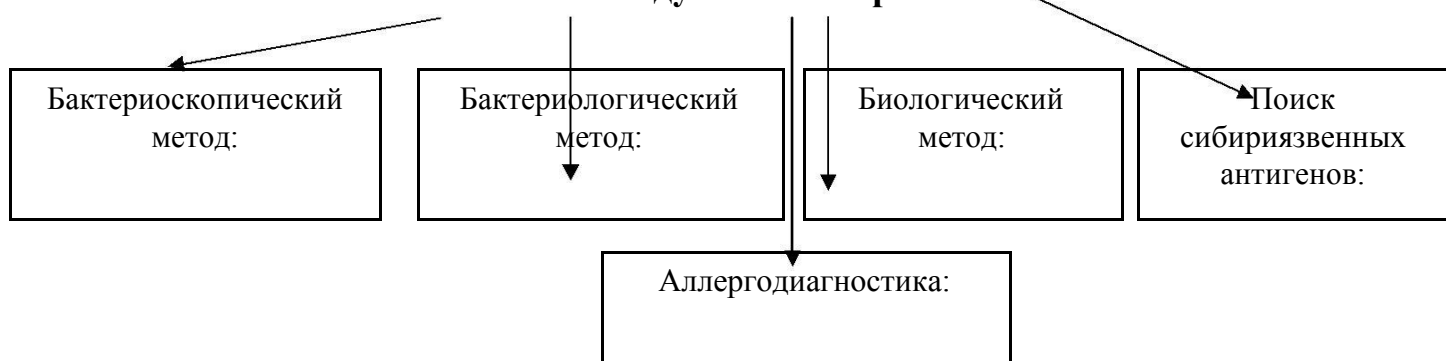 Бактериоскопический
метод:
Бактериологический
метод:
Биологический
метод:
Поиск
сибириязвенных
антигенов:
Аллергодиагностика: